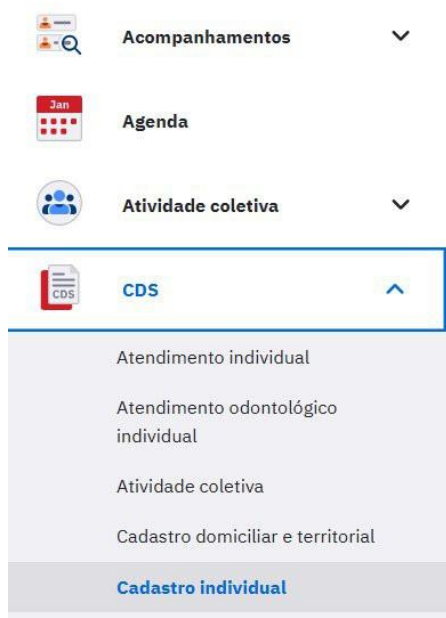 Acompanhamentos
Jan
Agenda
Atividade coletiva
CDS
CDS
Atendimento individual
Atendimento odontológico
individual
Atividade coletiva
Cadastro domiciliar e territorial
Cadastro individual